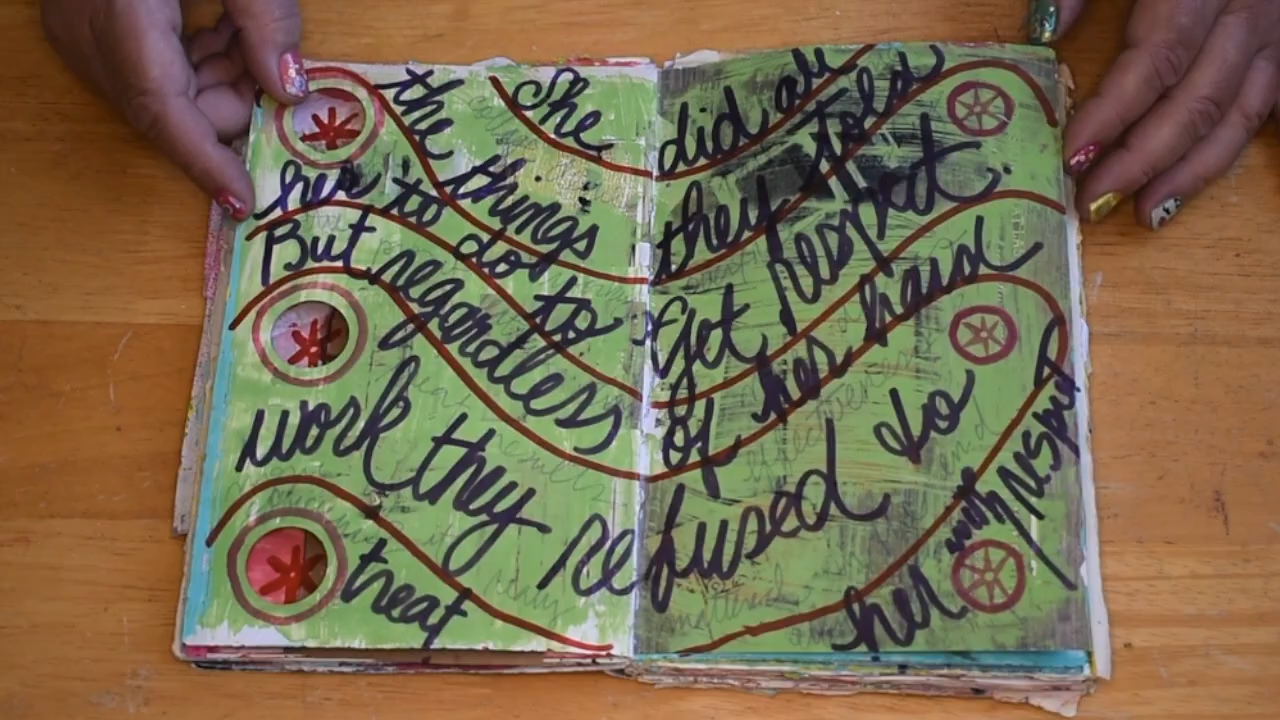 She did all
the things they told
her to do to get respect.
But regardless of her hard
work they refused to
treat her with respect